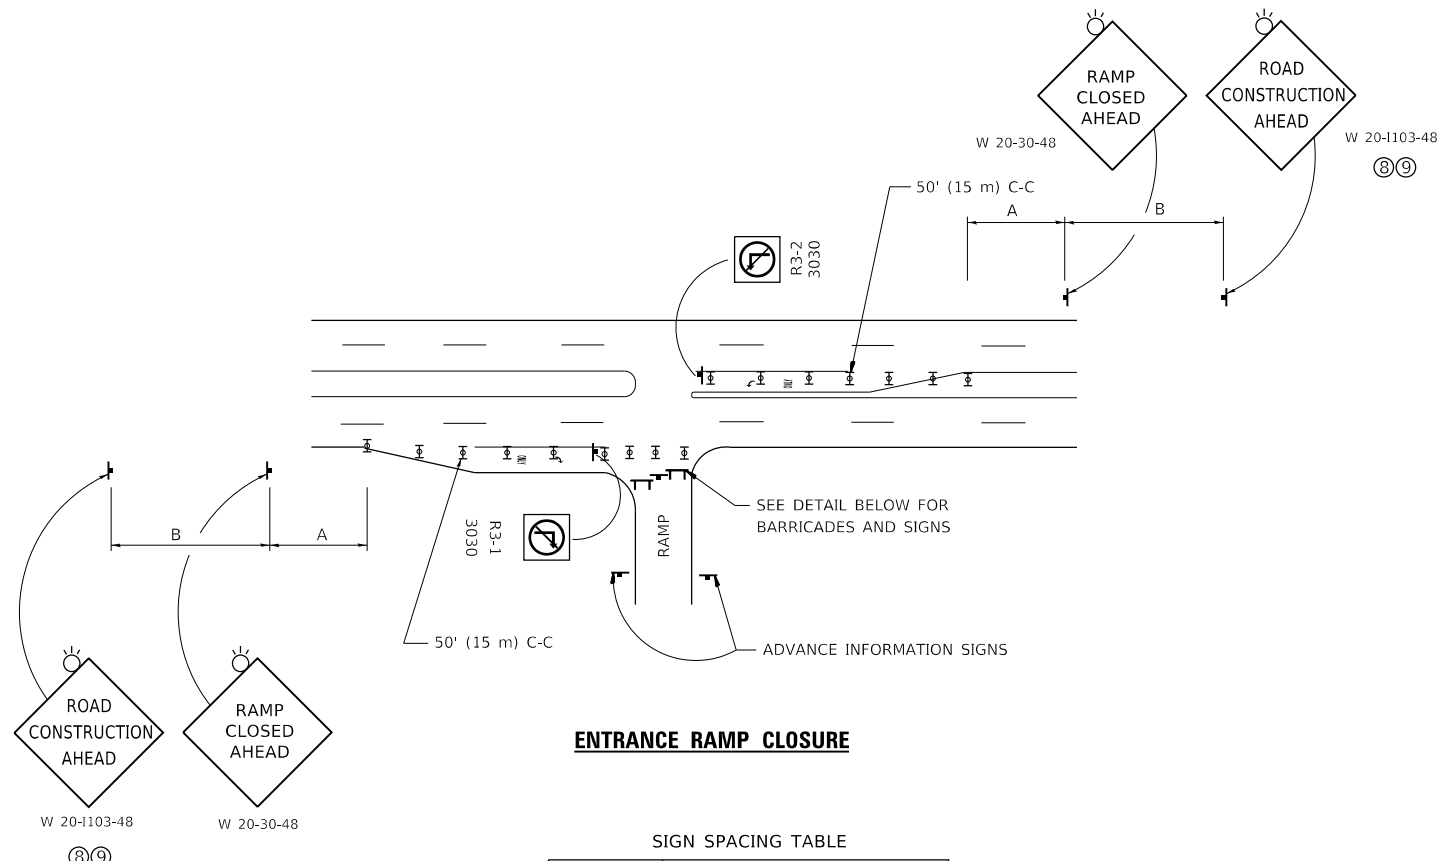 RAMP
CLOSED
AHEAD
W 20-30-48
ROAD
CONSTRUCTION
AHEAD
W 20-I103-48
⑧⑨
50' (15 m) C-C
A
B
R3-2
3030
ONLY
ONLY
SEE DETAIL BELOW FOR
BARRICADES AND SIGNS
RAMP
R3-1
3030
B
A
50' (15 m) C-C
ADVANCE INFORMATION SIGNS
ROAD
CONSTRUCTION
AHEAD
W 20-I103-48
⑧⑨
RAMP
CLOSED
AHEAD
W 20-30-48
ENTRANCE RAMP CLOSURE
SIGN SPACING TABLE